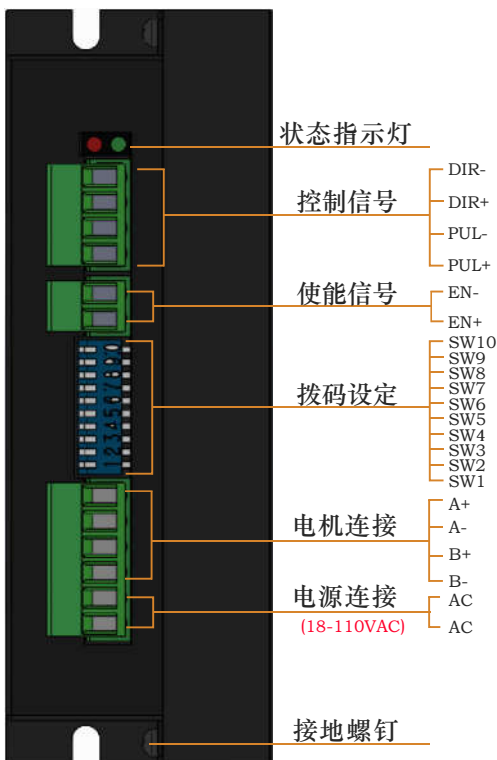 状态指示灯
控制信号
DIR-
DIR+
PUL-
PUL+
使能信号
EN-
EN+
拨码设定
SW10
SW9
SW8
SW7
SW6
SW5
SW4
SW3
SW2
SW1
1234567890
电机连接
A+
A-
B+
B-
电源连接
(18-110VAC)
AC
AC
接地螺钉